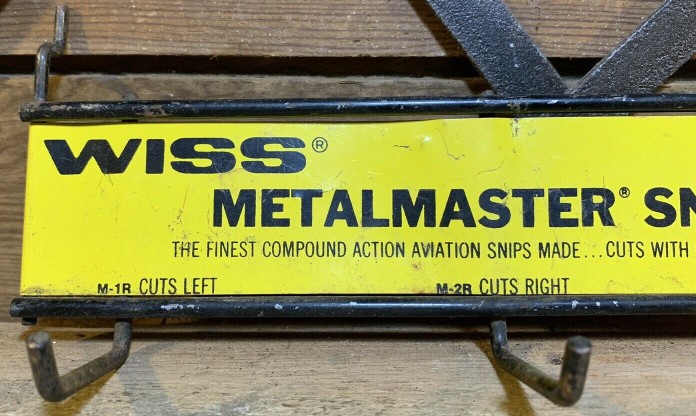 WISS®
METALMASTER® SN
THE FINEST COMPOUND ACTION AVIATION SNIPS MADE...CUTS WITH
M-1R CUTS LEFT M-2R CUTS RIGHT